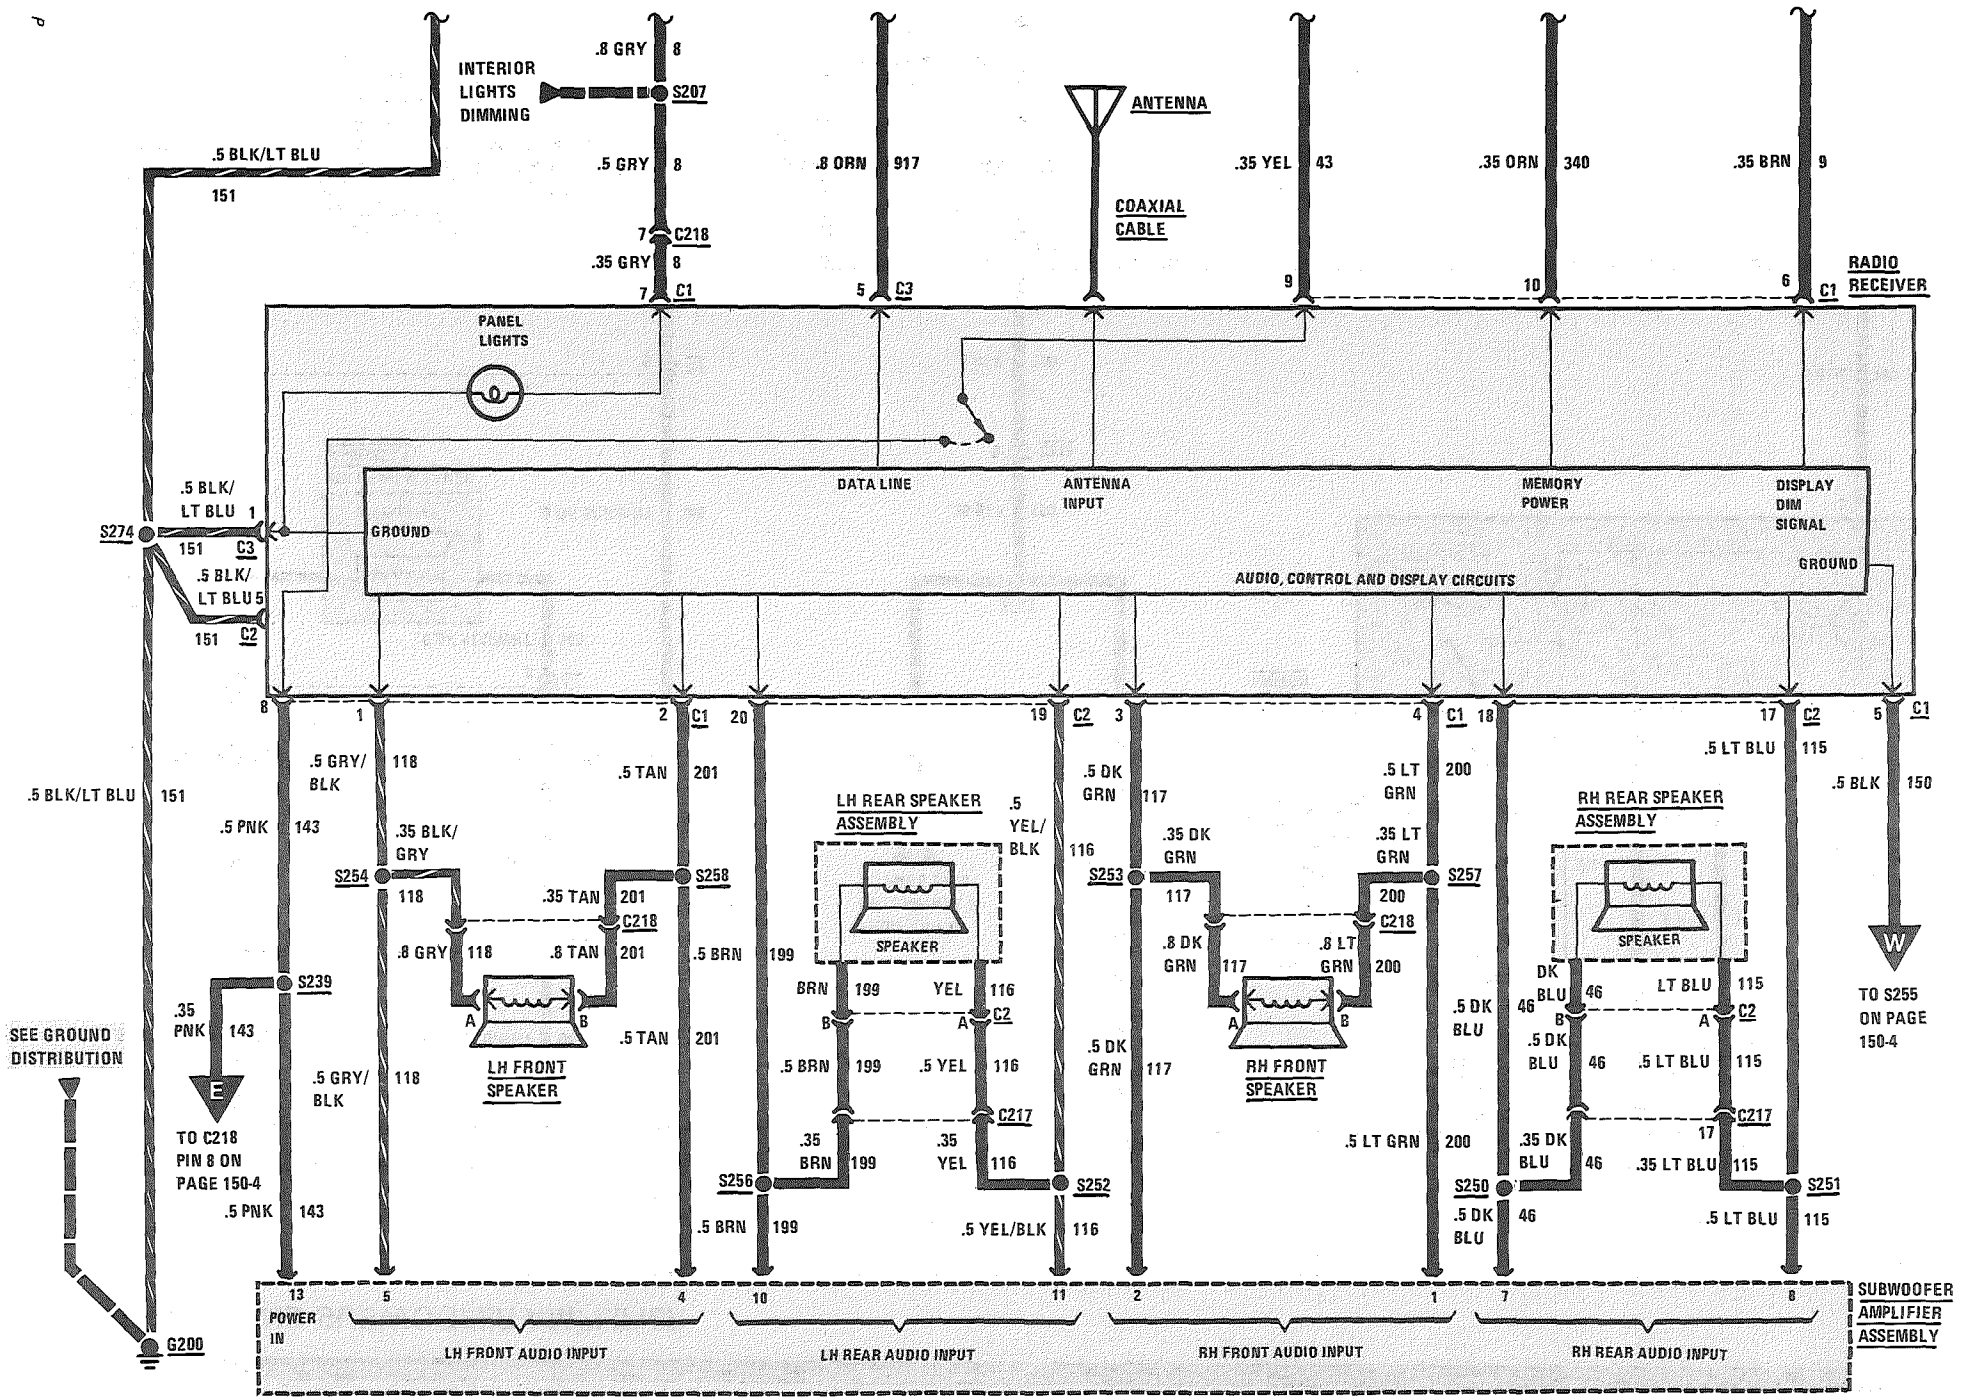 .8 GRY 8
INTERIOR
LIGHTS
DIMMING
S207
ANTENNA
.5 BLK/LT BLU
151
.5 GRY 8
.8 ORN 917
.35 YEL 43
.35 ORN 340
.35 BRN 9
COAXIAL
CABLE
7 C218
.35 GRY 8
7 C1
5 C3
9
10
6 C1
RADIO
RECEIVER
PANEL
LIGHTS
DATA LINE
ANTENNA
INPUT
MEMORY
POWER
DISPLAY
DIM
SIGNAL
.5 BLK/
LT BLU 1
S274
151 C3
GROUND
GROUND
.5 BLK/
LT BLU 5
151 C2
AUDIO, CONTROL AND DISPLAY CIRCUITS
8
1
2 C1
20
19 C2
3
4 C1
18
17 C2
5 C1
.5 GRY/
BLK
118
.5 TAN 201
.5 DK
GRN
117
.5 LT
GRN
200
.5 LT BLU 115
.5 BLK 150
.5 BLK/LT BLU 151
.5 PNK 143
LH REAR SPEAKER
ASSEMBLY
.5
YEL/
BLK
116
RH REAR SPEAKER
ASSEMBLY
.35 BLK/
GRY
S254
118
.35 TAN 201
S258
C218
.8 GRY 118
.8 TAN 201
A
B
LH FRONT
SPEAKER
SPEAKER
.5 BRN 199
.35 DK
GRN
S253
117
.35 LT
GRN
S257
200
C218
.8 DK
GRN
117
.8 LT
GRN
200
A
B
RH FRONT
SPEAKER
SPEAKER
W
TO S255
ON PAGE
150-4
S239
.35
PNK 143
E
TO C218
PIN 8 ON
PAGE 150-4
SEE GROUND
DISTRIBUTION
.5 TAN 201
.5 GRY/
BLK
118
BRN 199
YEL 116
B
A C2
.5 BRN 199
.5 YEL 116
C217
.35
BRN 199
.35
YEL 116
S256
S252
.5 DK
GRN
117
.5 LT GRN 200
.5 DK
BLU
46
DK
BLU 46
LT BLU 115
B
A C2
.5 DK
BLU 46
.5 LT BLU 115
C217
17
.35 DK
BLU 46
.35 LT BLU 115
S250
S251
.5 PNK 143
.5 BRN 199
.5 YEL/BLK 116
.5 DK
BLU
46
.5 LT BLU 115
G200
13
5
4
10
11
2
1
7
8
POWER
IN
LH FRONT AUDIO INPUT
LH REAR AUDIO INPUT
RH FRONT AUDIO INPUT
RH REAR AUDIO INPUT
SUBWOOFER
AMPLIFIER
ASSEMBLY